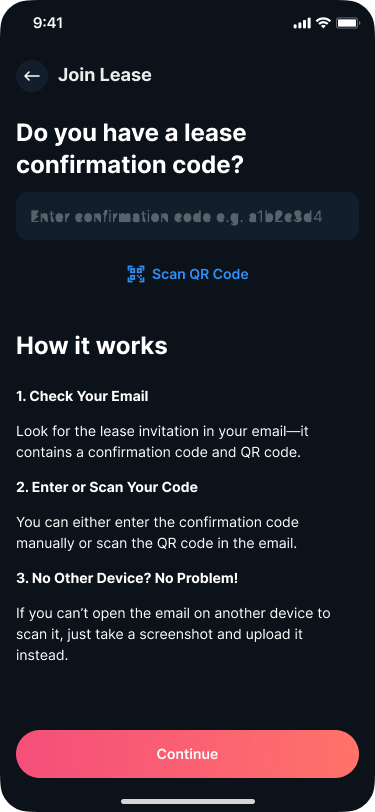 9:41
Join Lease
Do you have a lease
confirmation code?
Enter confirmation code e.g. a1b2c3d4
Scan QR Code
How it works
1. Check Your Email
Look for the lease invitation in your email—it
contains a confirmation code and QR code.
2. Enter or Scan Your Code
You can either enter the confirmation code
manually or scan the QR code in the email.
3. No Other Device? No Problem!
If you can’t open the email on another device to
scan it, just take a screenshot and upload it
instead.
Continue